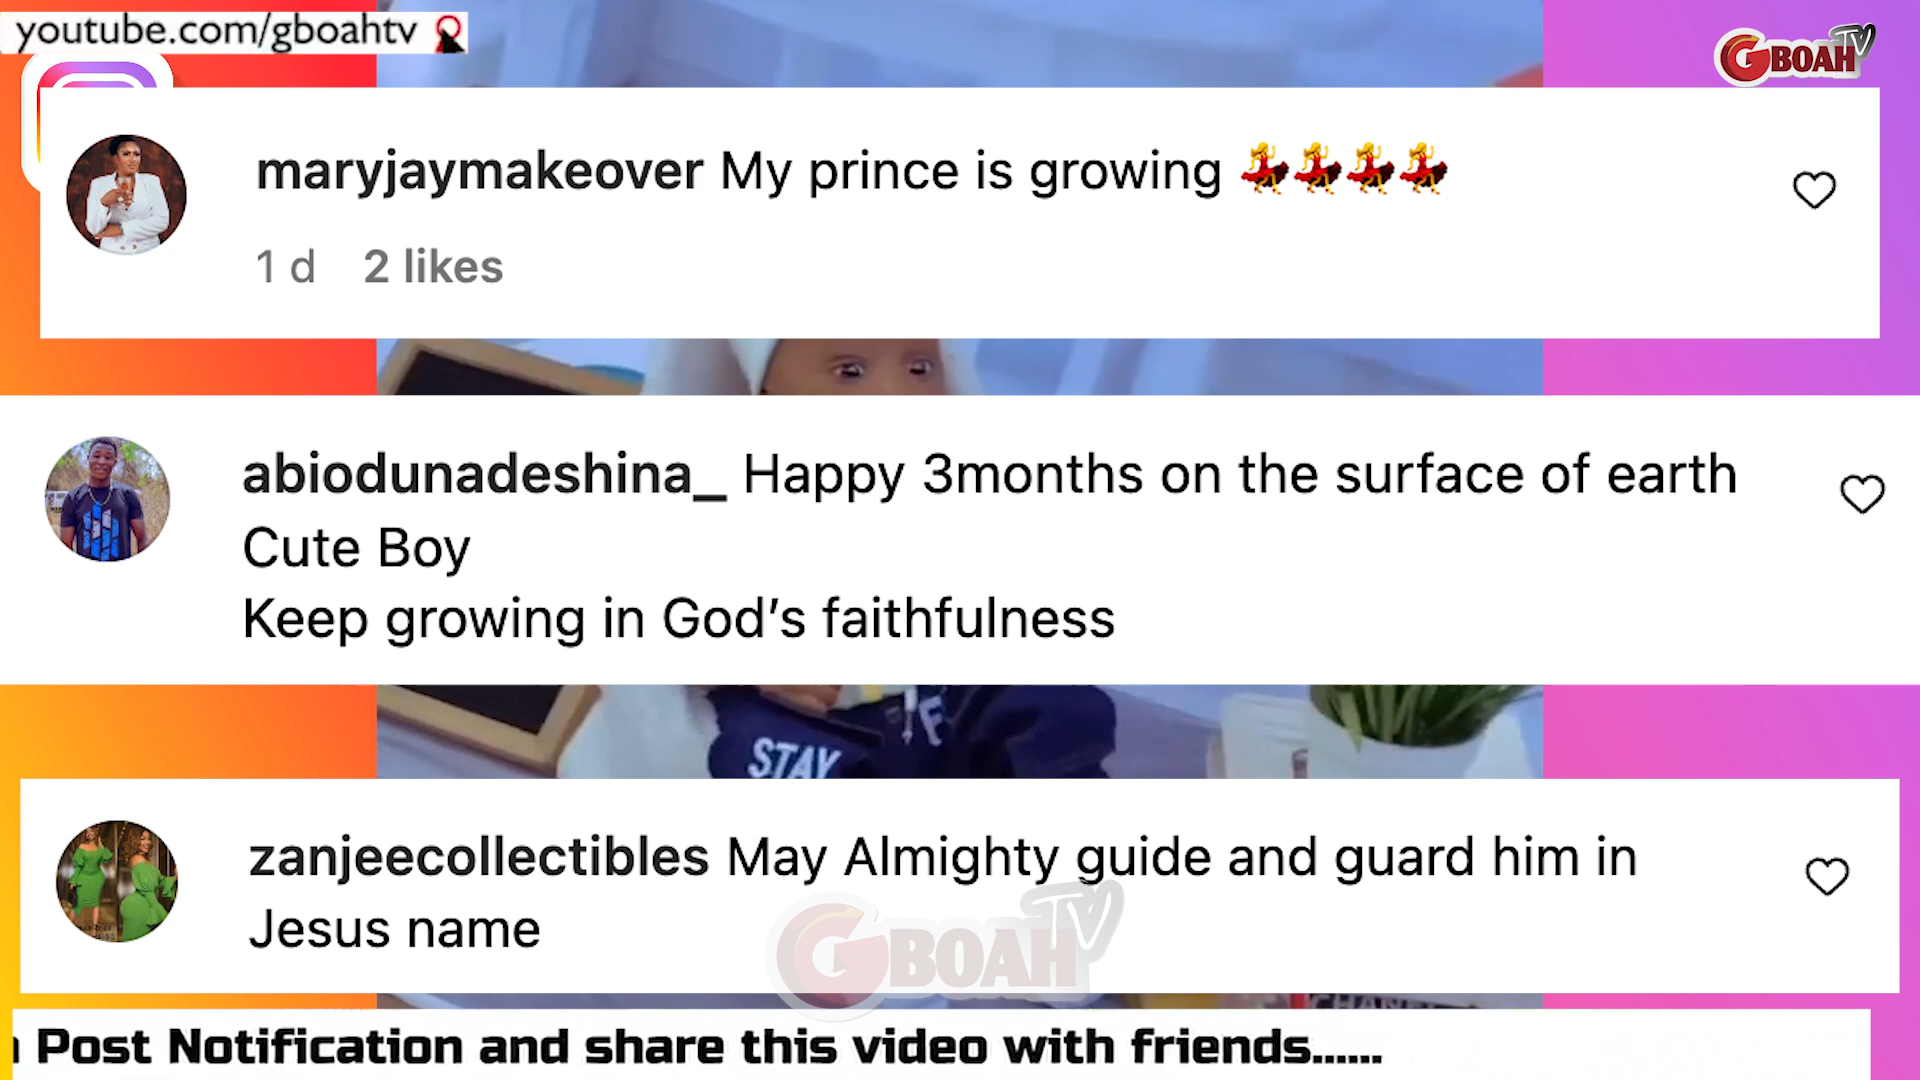 youtube.com/gboahtv
GBOAH TV
maryjaymakeover My prince is growing 💃💃💃💃
1 d 2 likes
abiodunadeshina_ Happy 3months on the surface of earth
Cute Boy
Keep growing in God's faithfulness
STAY
F
zanjeecollectibles May Almighty guide and guard him in
Jesus name
GBOAH TV
Post Notification and share this video with friends......